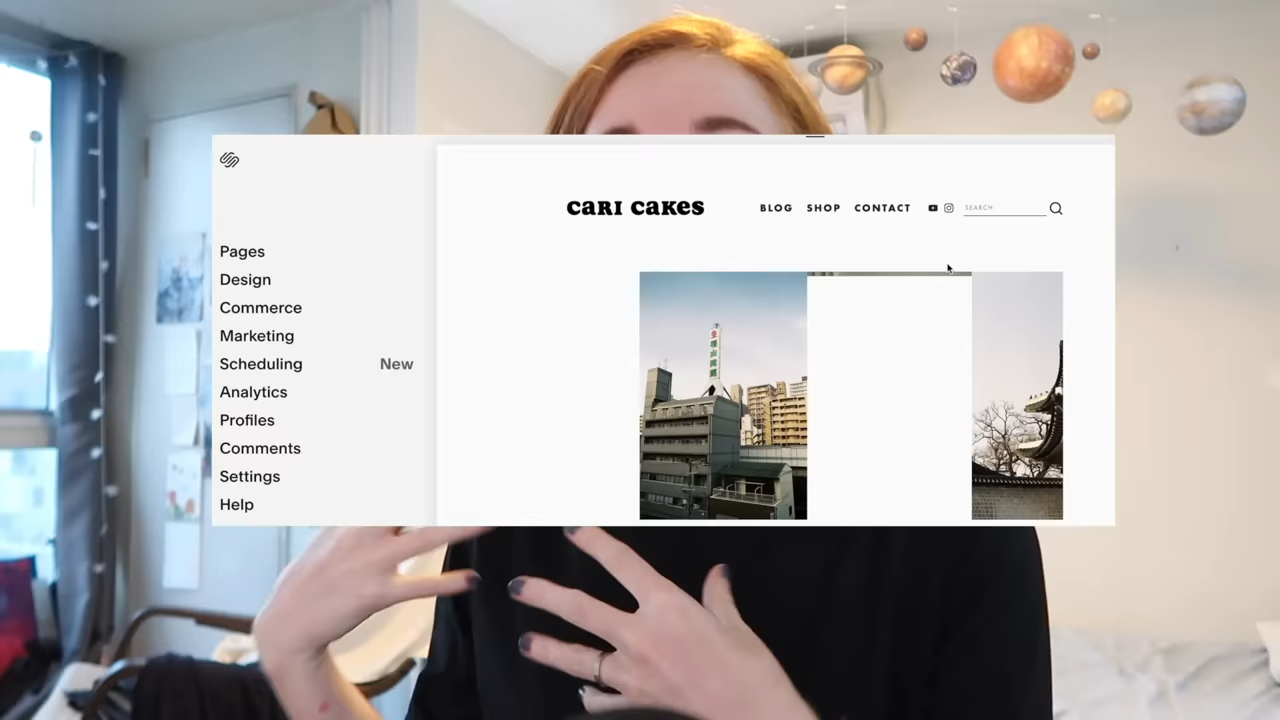 CARI CAKES
BLOG SHOP CONTACT SEARCH
Pages
Design
Commerce
Marketing
Scheduling New
Analytics
Profiles
Comments
Settings
Help